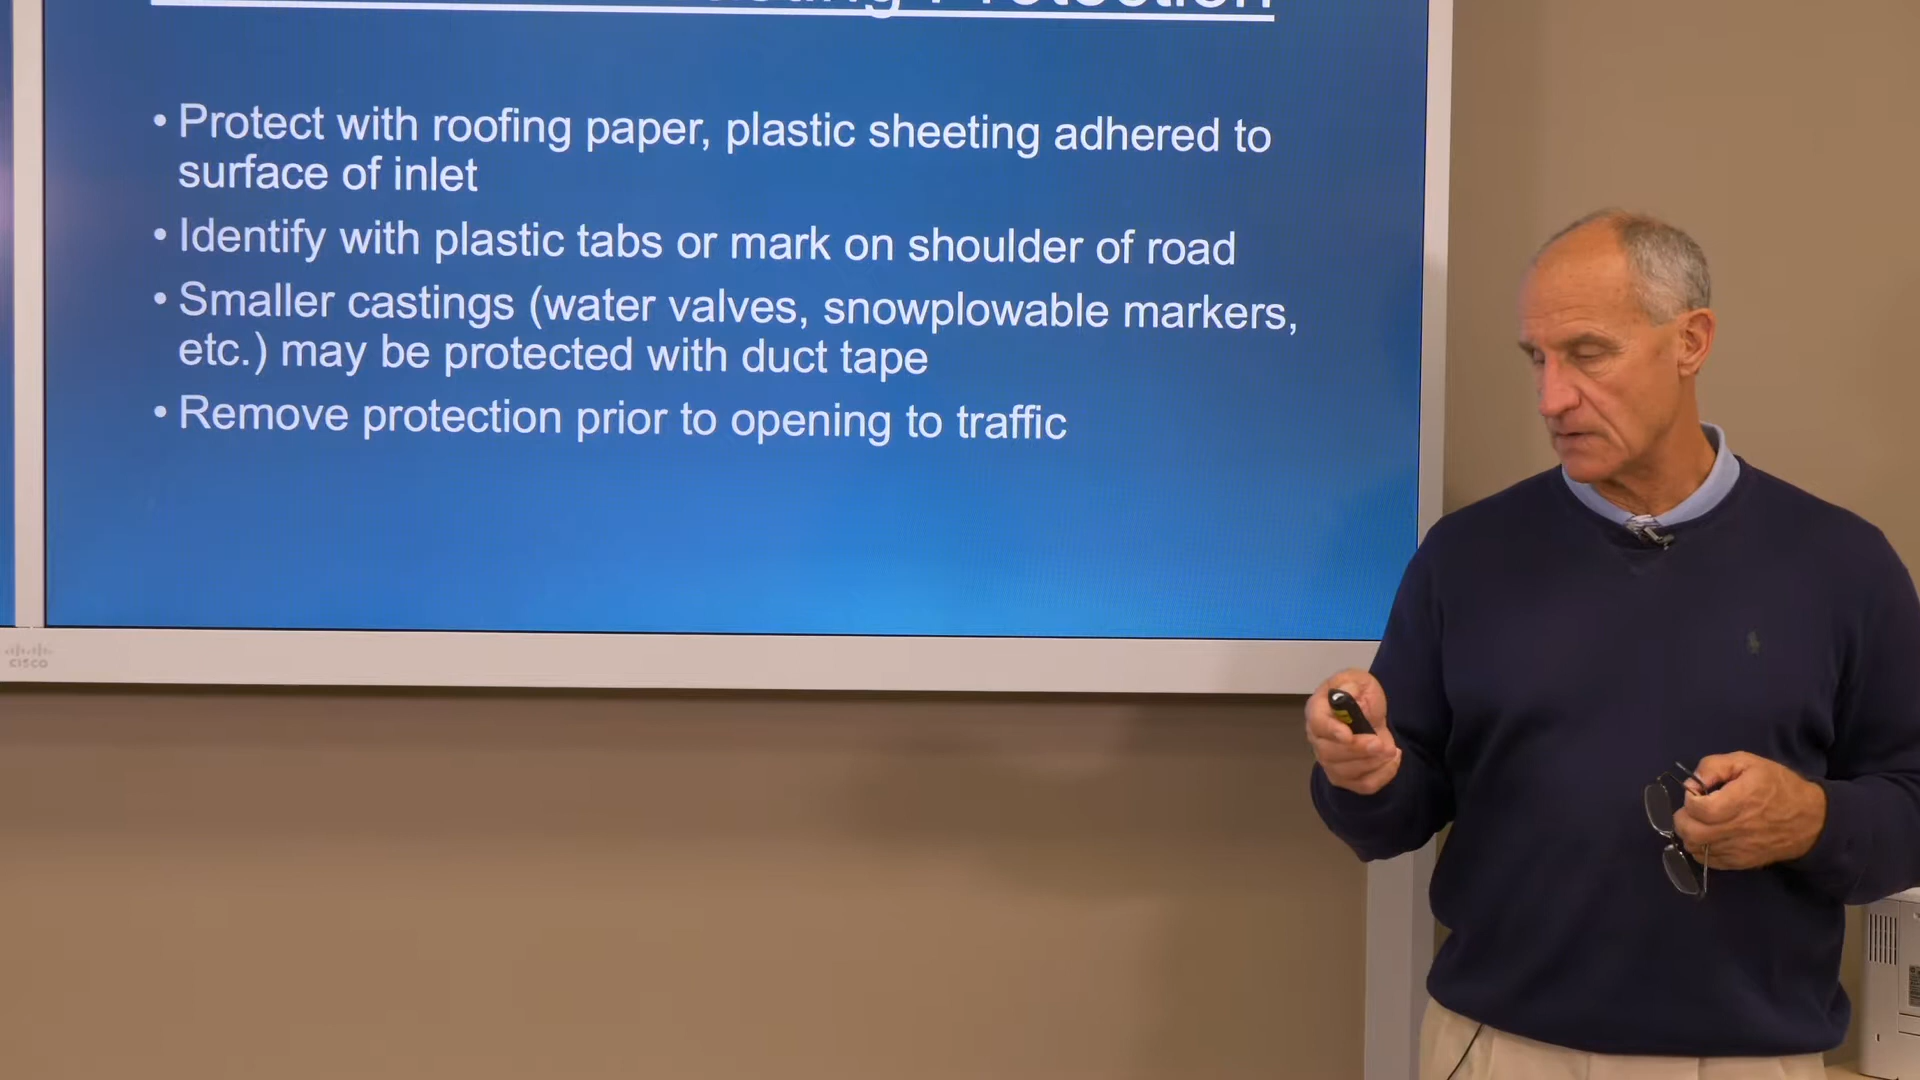 Protection
• Protect with roofing paper, plastic sheeting adhered to
surface of inlet
• Identify with plastic tabs or mark on shoulder of road
• Smaller castings (water valves, snowplowable markers,
etc.) may be protected with duct tape
• Remove protection prior to opening to traffic
CISCO